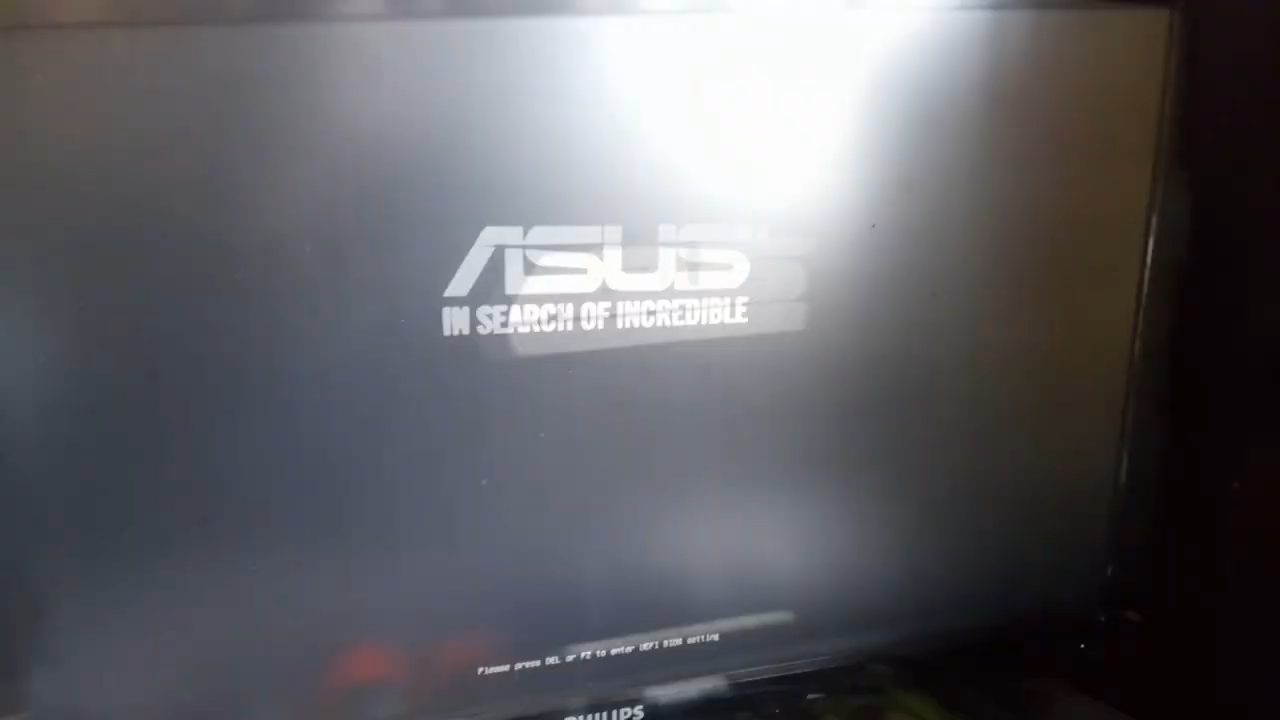 ASUS
IN SEARCH OF INCREDIBLE
Please press DEL or F2 to enter UEFI BIOS setting
PHILIPS